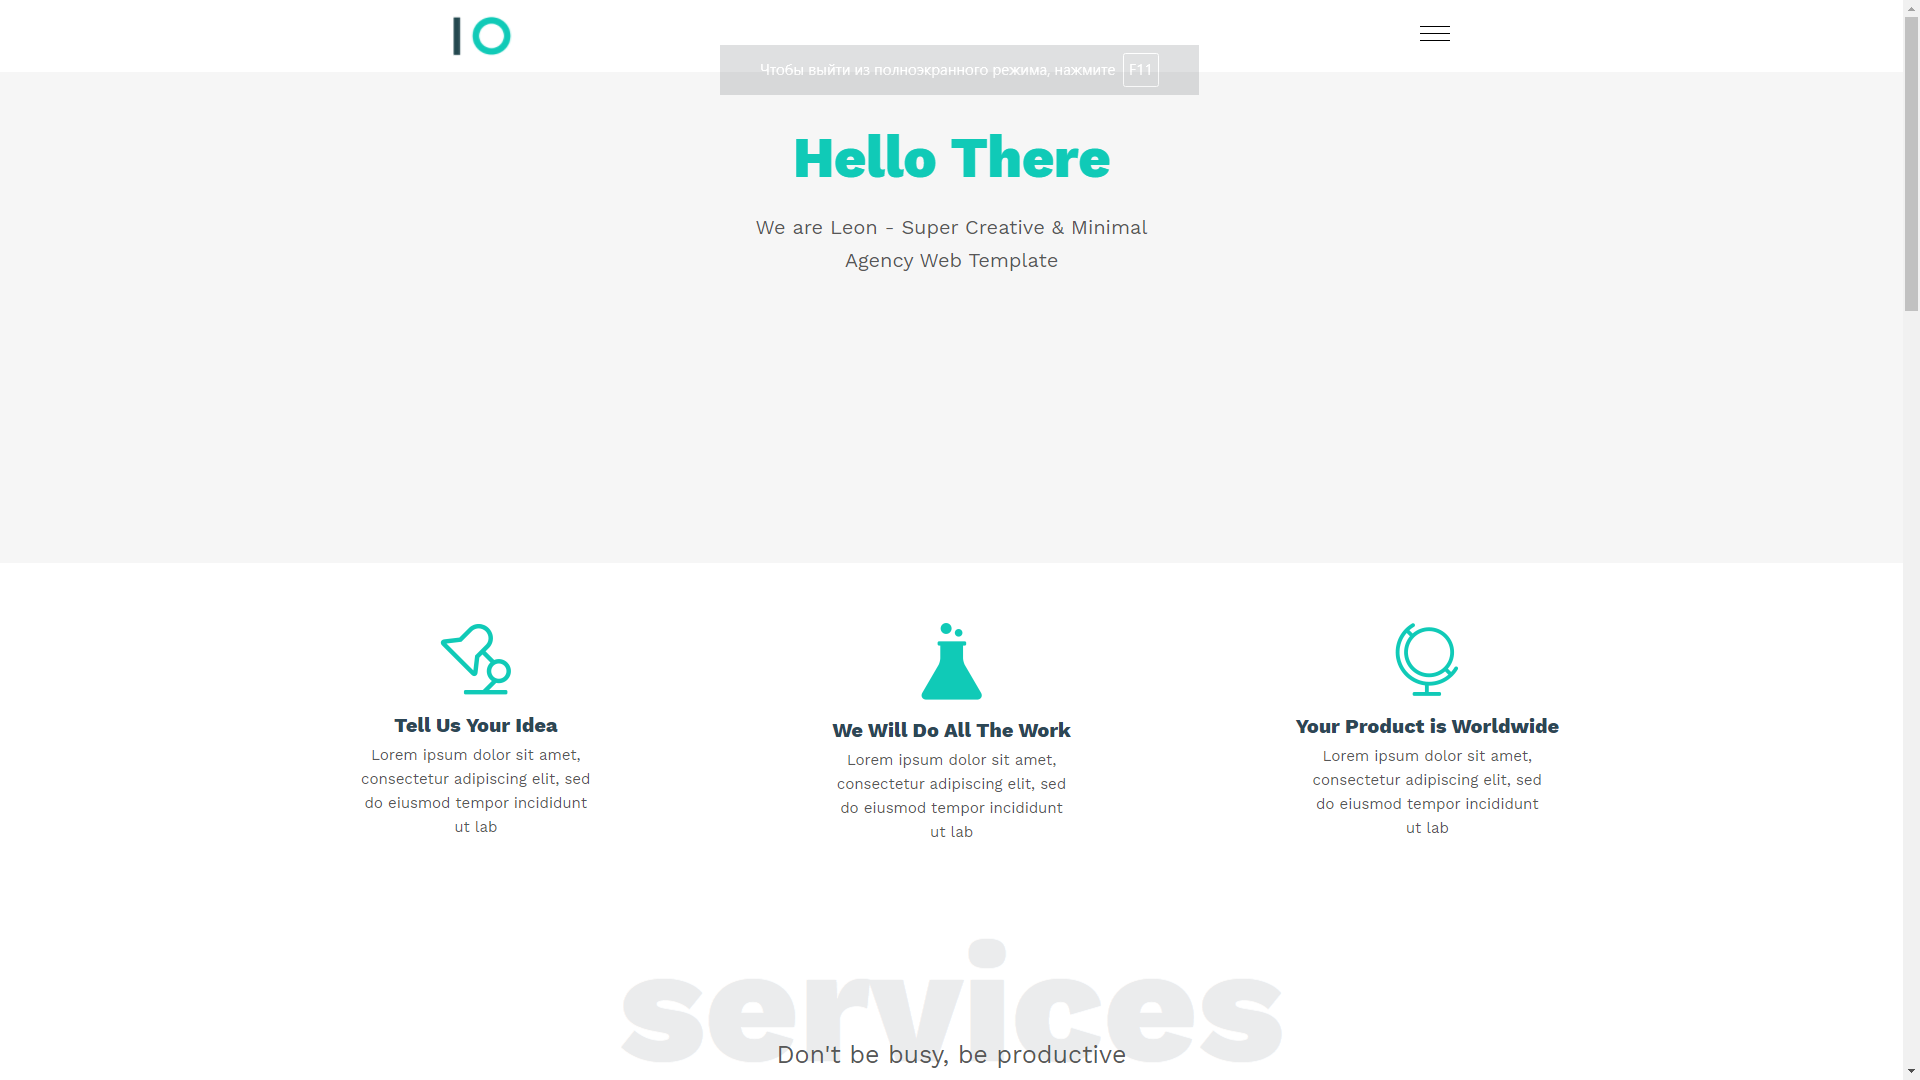 IO
Чтобы выйти из полноэкранного режима, нажмите F11
Hello There
We are Leon - Super Creative & Minimal
Agency Web Template
Tell Us Your Idea
Lorem ipsum dolor sit amet,
consectetur adipiscing elit, sed
do eiusmod tempor incididunt
ut lab
We Will Do All The Work
Lorem ipsum dolor sit amet,
consectetur adipiscing elit, sed
do eiusmod tempor incididunt
ut lab
Your Product is Worldwide
Lorem ipsum dolor sit amet,
consectetur adipiscing elit, sed
do eiusmod tempor incididunt
ut lab
services
Don't be busy, be productive